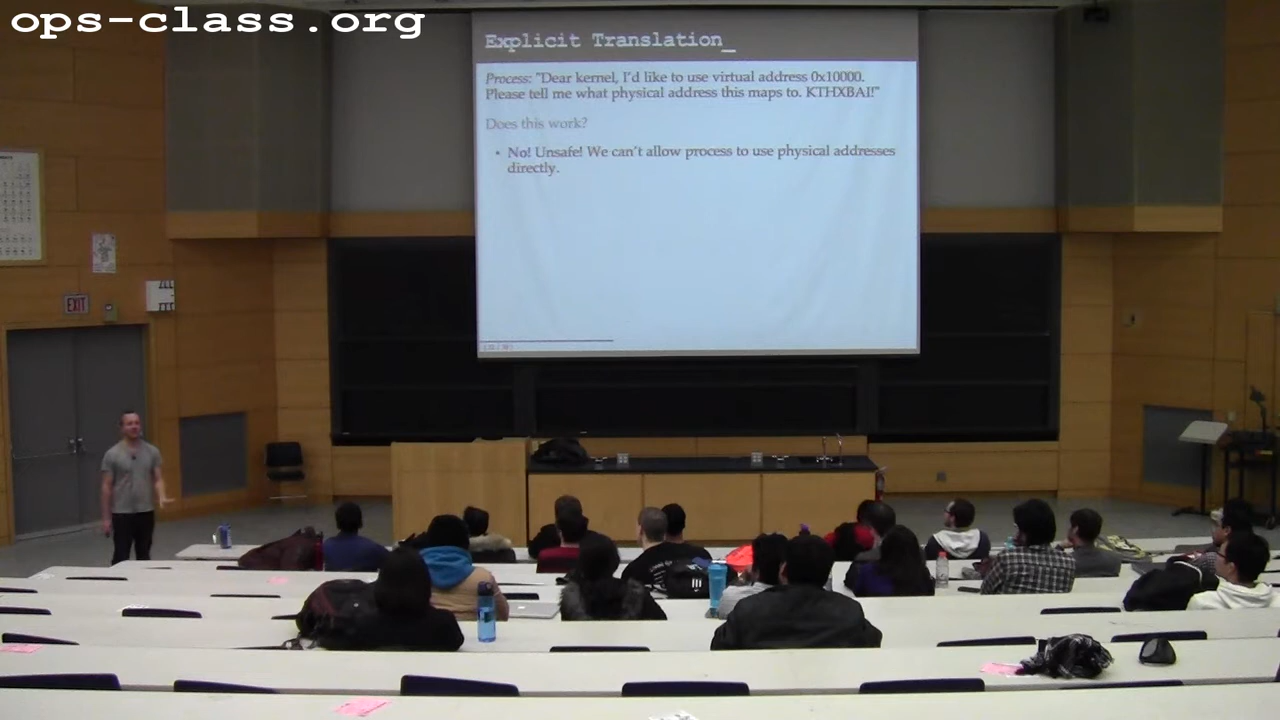 ops-class.org
Explicit Translation_
Process: "Dear kernel, I'd like to use virtual address 0x10000.
Please tell me what physical address this maps to. KTHXBAI!"
Does this work?
• No! Unsafe! We can't allow process to use physical addresses
directly.
EXIT